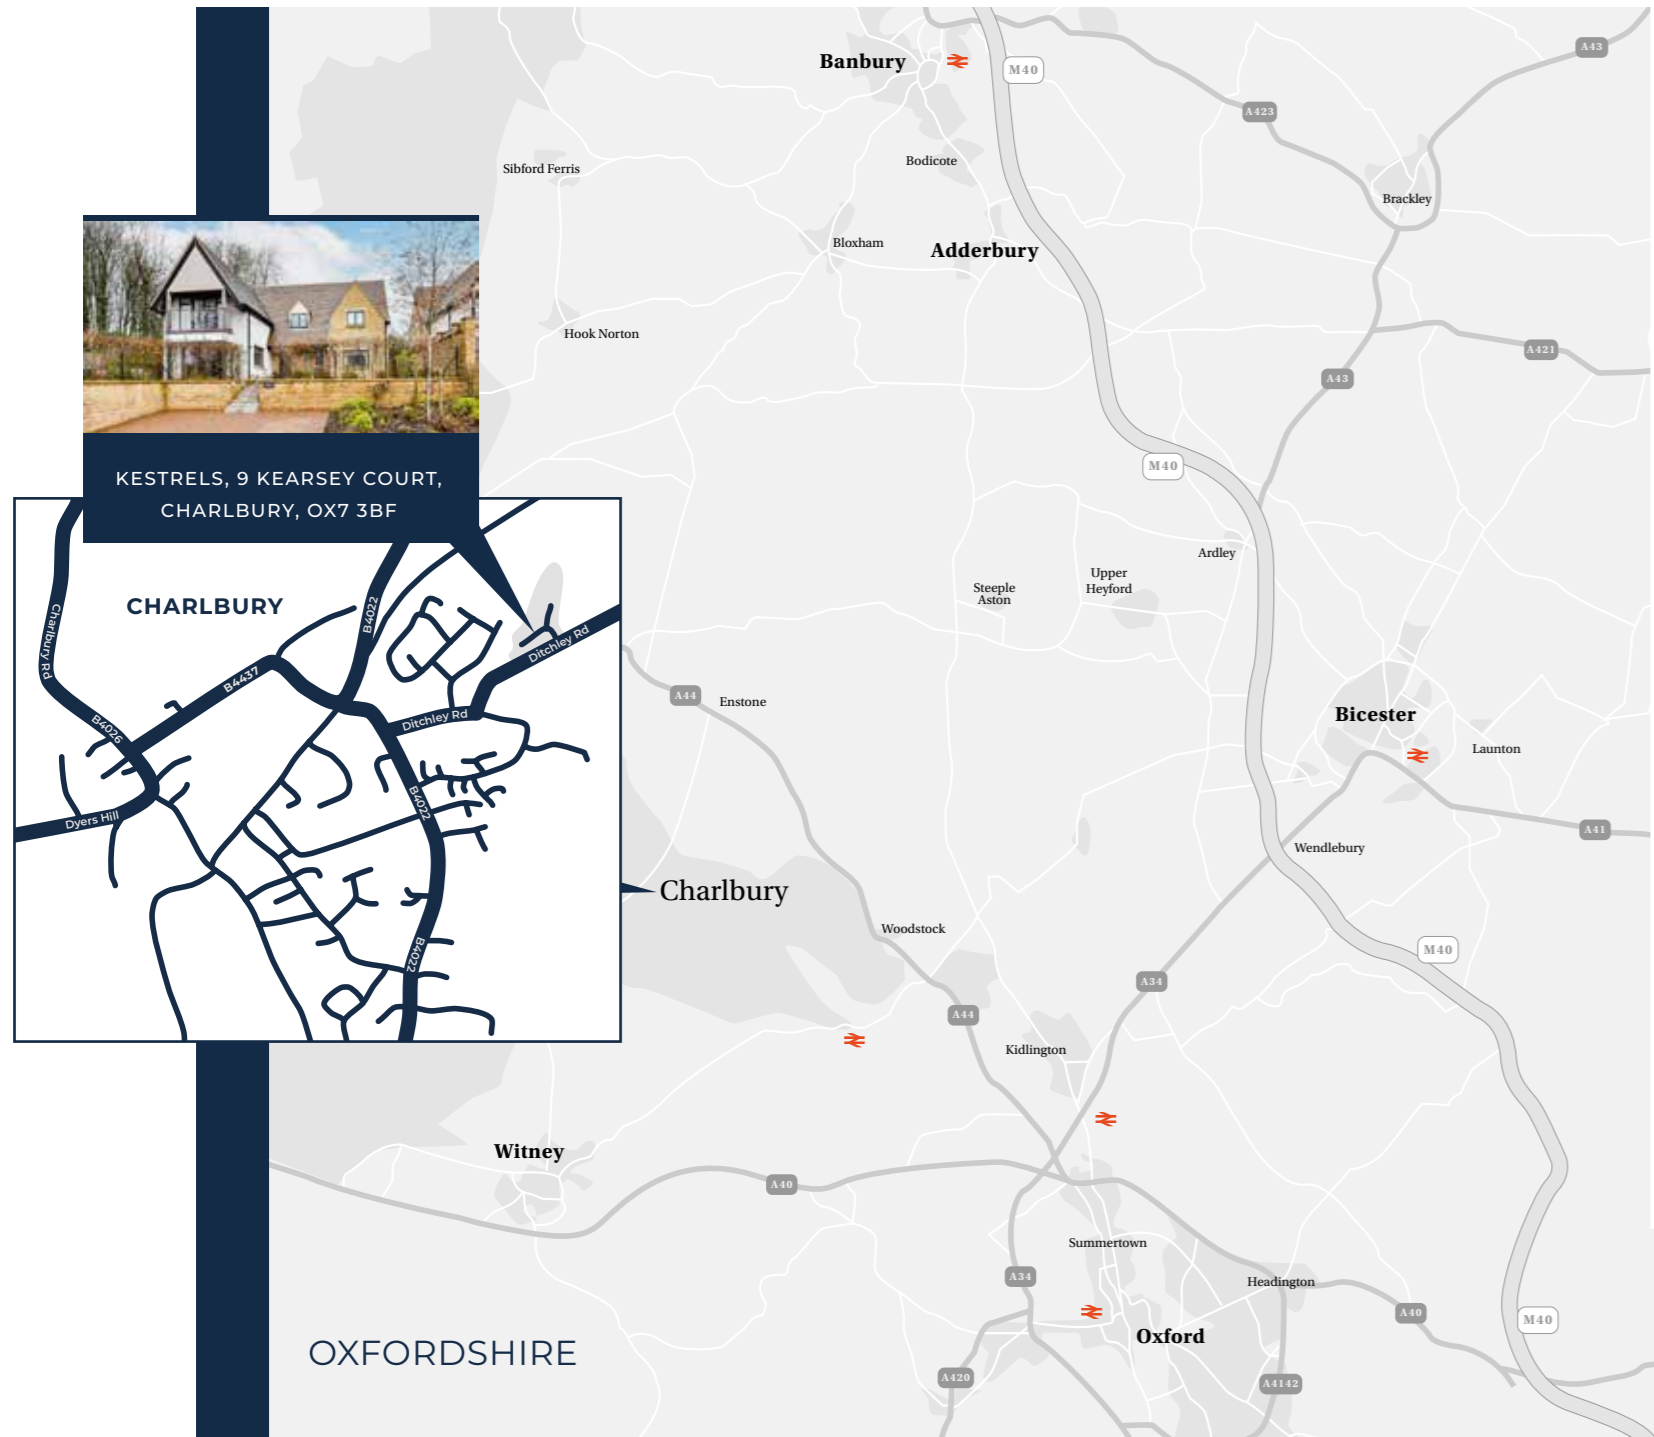 Banbury
M40
A43
A423
Bodicote
Sibford Ferris
Brackley
Bloxham
Adderbury
Hook Norton
A421
A43
M40
KESTRELS, 9 KEARSEY COURT,
CHARLBURY, OX7 3BF
CHARLBURY
Charlbury Rd
B4022
Ditchley Rd
B4437
Ditchley Rd
B4026
B4022
Dyers Hill
B4022
Ardley
Upper
Heyford
Steeple
Aston
A44
Enstone
Bicester
Launton
A41
Wendlebury
Charlbury
Woodstock
M40
A34
A44
Kidlington
Witney
A40
Summertown
A34
Headington
A40
M40
Oxford
OXFORDSHIRE
A420
A4142